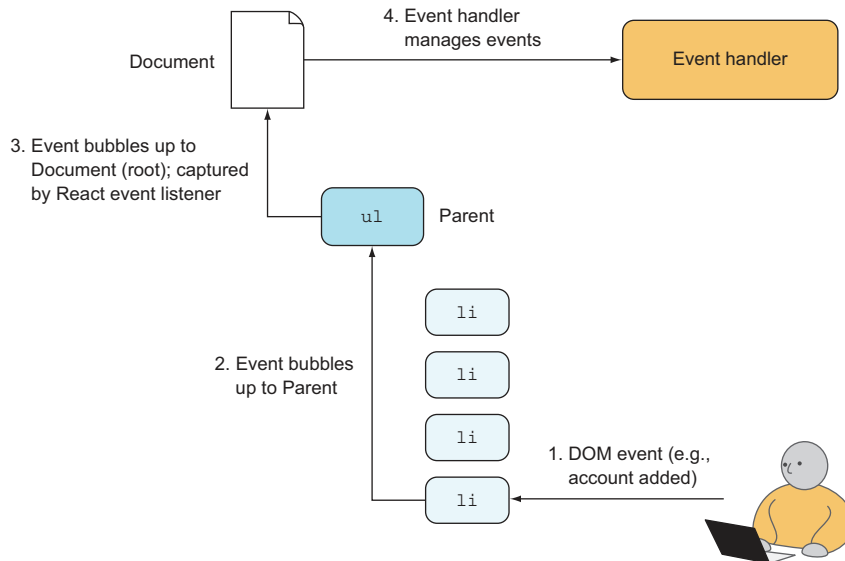 4. Event handler
manages events
Document
Event handler
3. Event bubbles up to
Document (root); captured
by React event listener
ul
Parent
li
2. Event bubbles
up to Parent
li
li
1. DOM event (e.g.,
account added)
li